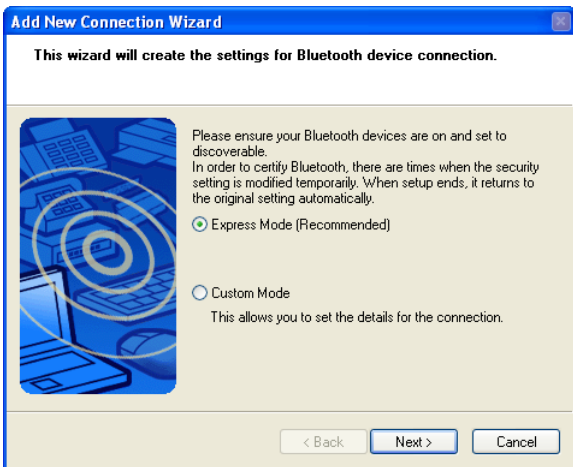 Add New Connection Wizard
This wizard will create the settings for Bluetooth device connection.
Please ensure your Bluetooth devices are on and set to
discoverable.
In order to certify Bluetooth, there are times when the security
setting is modified temporarily. When setup ends, it returns to
the original setting automatically.
Express Mode (Recommended)
Custom Mode
This allows you to set the details for the connection.
< Back Next > Cancel